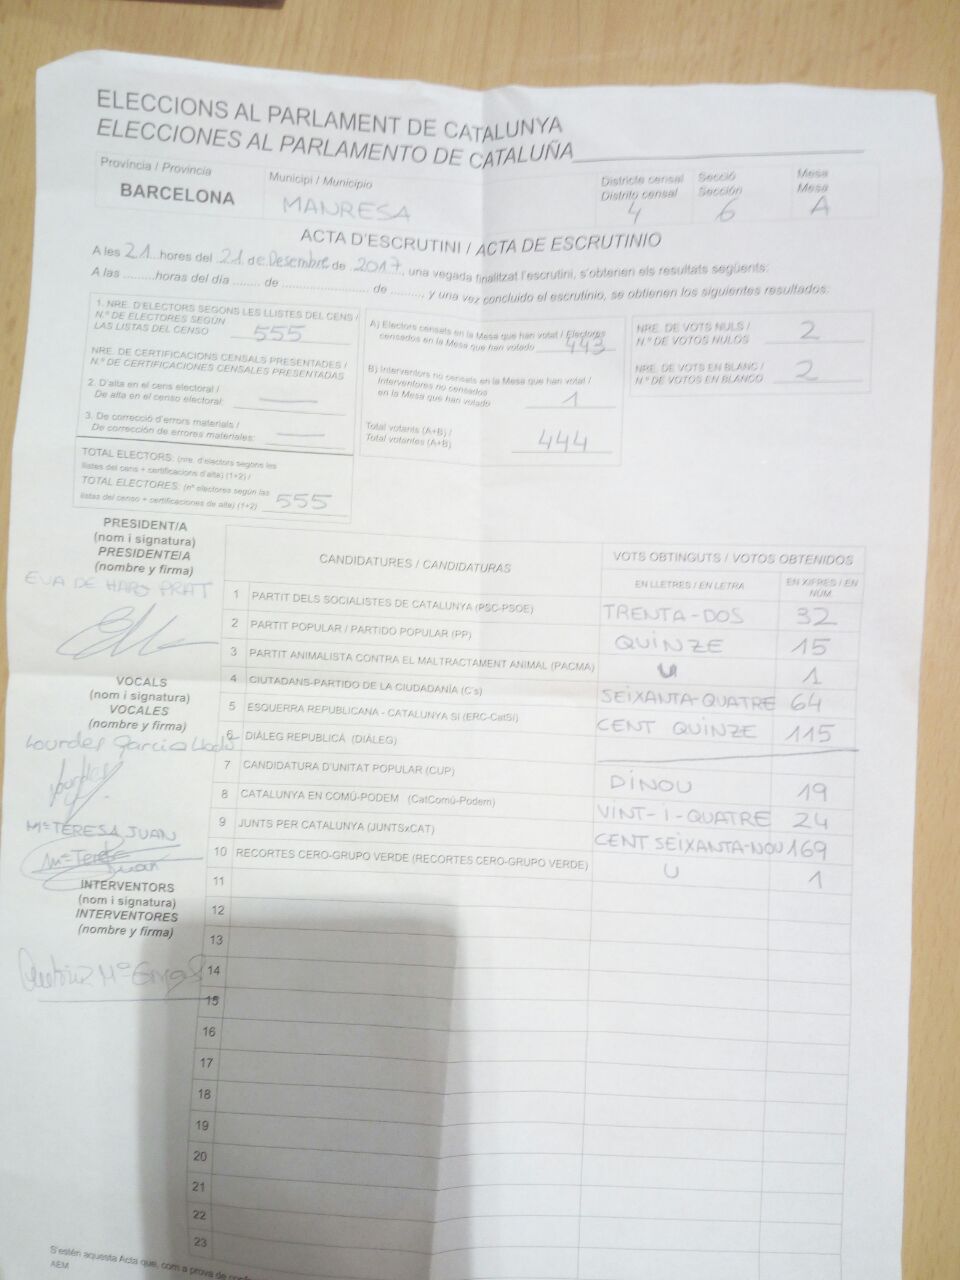 ELECCIONS AL PARLAMENT DE CATALUNYA
ELECCIONES AL PARLAMENTO DE CATALUÑA
Província / Provincia
BARCELONA
Municipi / Municipio
MANRESA
Districte censal
Distrito censal
4
Secció
Sección
6
Mesa
Mesa
A
ACTA D'ESCRUTINI / ACTA DE ESCRUTINIO
A les 21 hores del 21 de Desembre de 2017, una vegada finalitzat l'escrutini, s'obtenen els resultats següents:
A las ......... horas del día ........ de ......................... de ........., y una vez concluido el escrutinio, se obtienen los siguientes resultados:
1. NRE. D'ELECTORS SEGONS LES LLISTES DEL CENS /
N.º DE ELECTORES SEGÚN
LAS LISTAS DEL CENSO 555
NRE. DE CERTIFICACIONS CENSALS PRESENTADES /
N.º DE CERTIFICACIONES CENSALES PRESENTADAS
2. D'alta en el cens electoral /
De alta en el censo electoral: —
3. De correcció d'errors materials /
De corrección de errores materiales: —
TOTAL ELECTORS: (nre. d'electors segons les
llistes del cens + certificacions d'alta) (1+2) /
TOTAL ELECTORES: (nº electores según las
listas del censo + certificaciones de alta) (1+2) 555
A) Electors censats en la Mesa que han votat / Electores
censados en la Mesa que han votado 443
B) Interventors no censats en la Mesa que han votat /
Interventores no censados
en la Mesa que han votado 1
Total votants (A+B) /
Total votantes (A+B) 444
NRE. DE VOTS NULS /
N.º DE VOTOS NULOS 2
NRE. DE VOTS EN BLANC /
N.º DE VOTOS EN BLANCO 2
PRESIDENT/A
(nom i signatura)
PRESIDENTE/A
(nombre y firma)
EVA DE HARO PRAT
VOCALS
(nom i signatura)
VOCALES
(nombre y firma)
Lourdes Garcia
Lourdes
Mª TERESA JUAN
Mª Teresa
Juan
INTERVENTORS
(nom i signatura)
INTERVENTORES
(nombre y firma)
Mª
CANDIDATURES / CANDIDATURAS
VOTS OBTINGUTS / VOTOS OBTENIDOS
EN LLETRES / EN LETRA
EN XIFRES / EN NÚM.
1 PARTIT DELS SOCIALISTES DE CATALUNYA (PSC-PSOE) TRENTA-DOS 32
2 PARTIT POPULAR / PARTIDO POPULAR (PP) QUINZE 15
3 PARTIT ANIMALISTA CONTRA EL MALTRACTAMENT ANIMAL (PACMA) U 1
4 CIUTADANS-PARTIDO DE LA CIUDADANÍA (C's) SEIXANTA-QUATRE 64
5 ESQUERRA REPUBLICANA - CATALUNYA SÍ (ERC-CatSí) CENT QUINZE 115
6 DIÀLEG REPUBLICÀ (DIÀLEG)
7 CANDIDATURA D'UNITAT POPULAR (CUP) DINOU 19
8 CATALUNYA EN COMÚ-PODEM (CatComú-Podem) VINT-I-QUATRE 24
9 JUNTS PER CATALUNYA (JUNTSxCAT) CENT SEIXANTA-NOU 169
10 RECORTES CERO-GRUPO VERDE (RECORTES CERO-GRUPO VERDE) U 1
11
12
13
14
15
16
17
18
19
20
21
22
23
S'estén aquesta Acta que, com a prova de
AEM